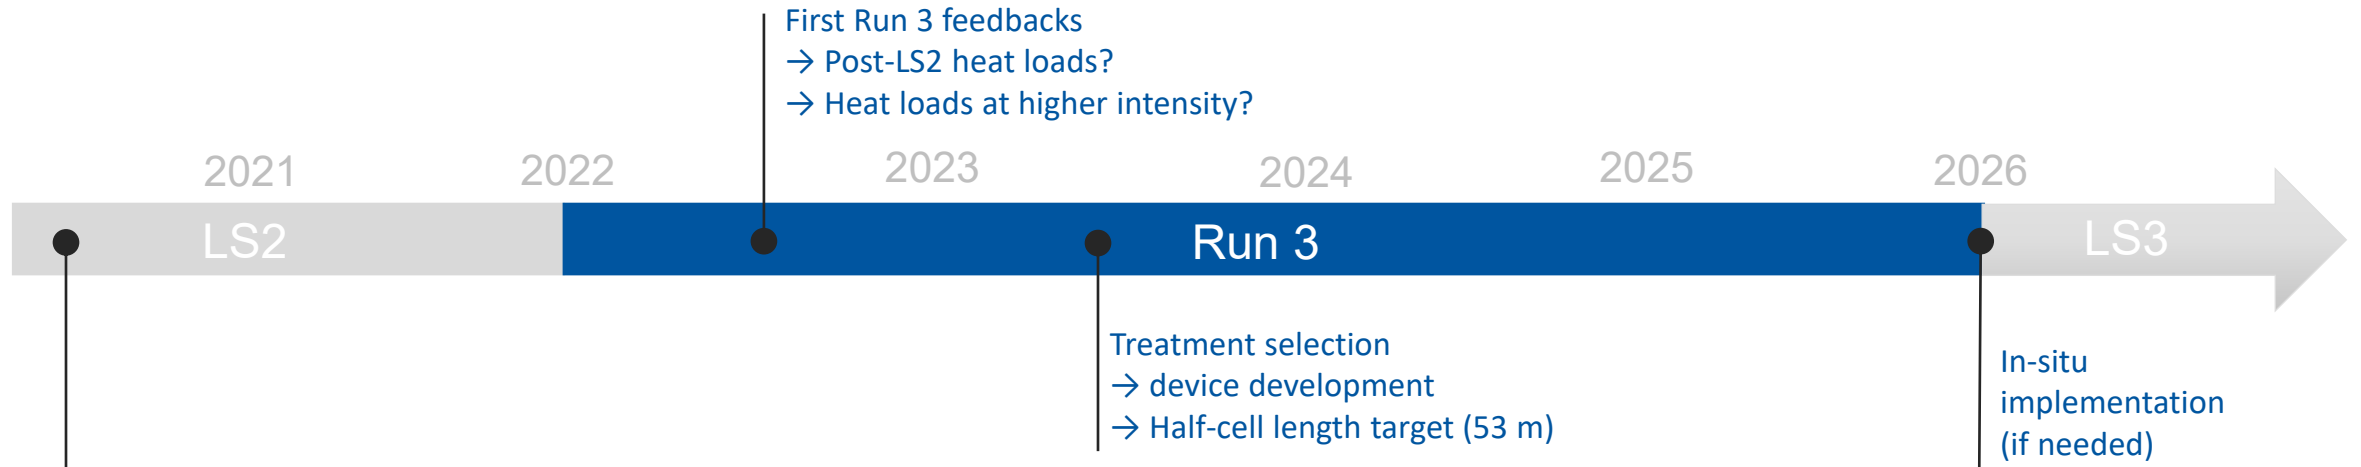 First Run 3 feedbacks
→ Post-LS2 heat loads?
→ Heat loads at higher intensity?
2021 2022 2023 2024 2025 2026
LS2 Run 3 LS3
Treatment selection
→ device development
→ Half-cell length target (53 m)
In-situ
implementation
(if needed)